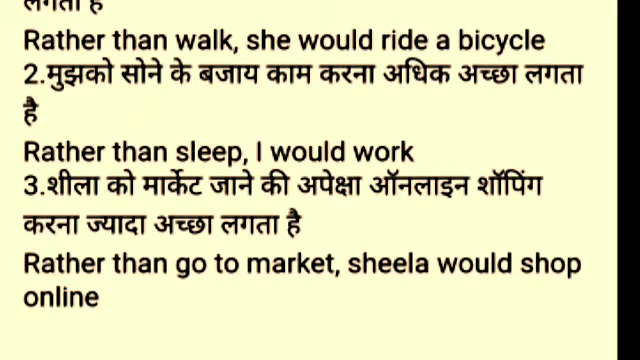 लगता है
Rather than walk, she would ride a bicycle
2.मुझको सोने के बजाय काम करना अधिक अच्छा लगता
है
Rather than sleep, I would work
3.शीला को मार्केट जाने की अपेक्षा ऑनलाइन शॉपिंग
करना ज्यादा अच्छा लगता है
Rather than go to market, sheela would shop
online